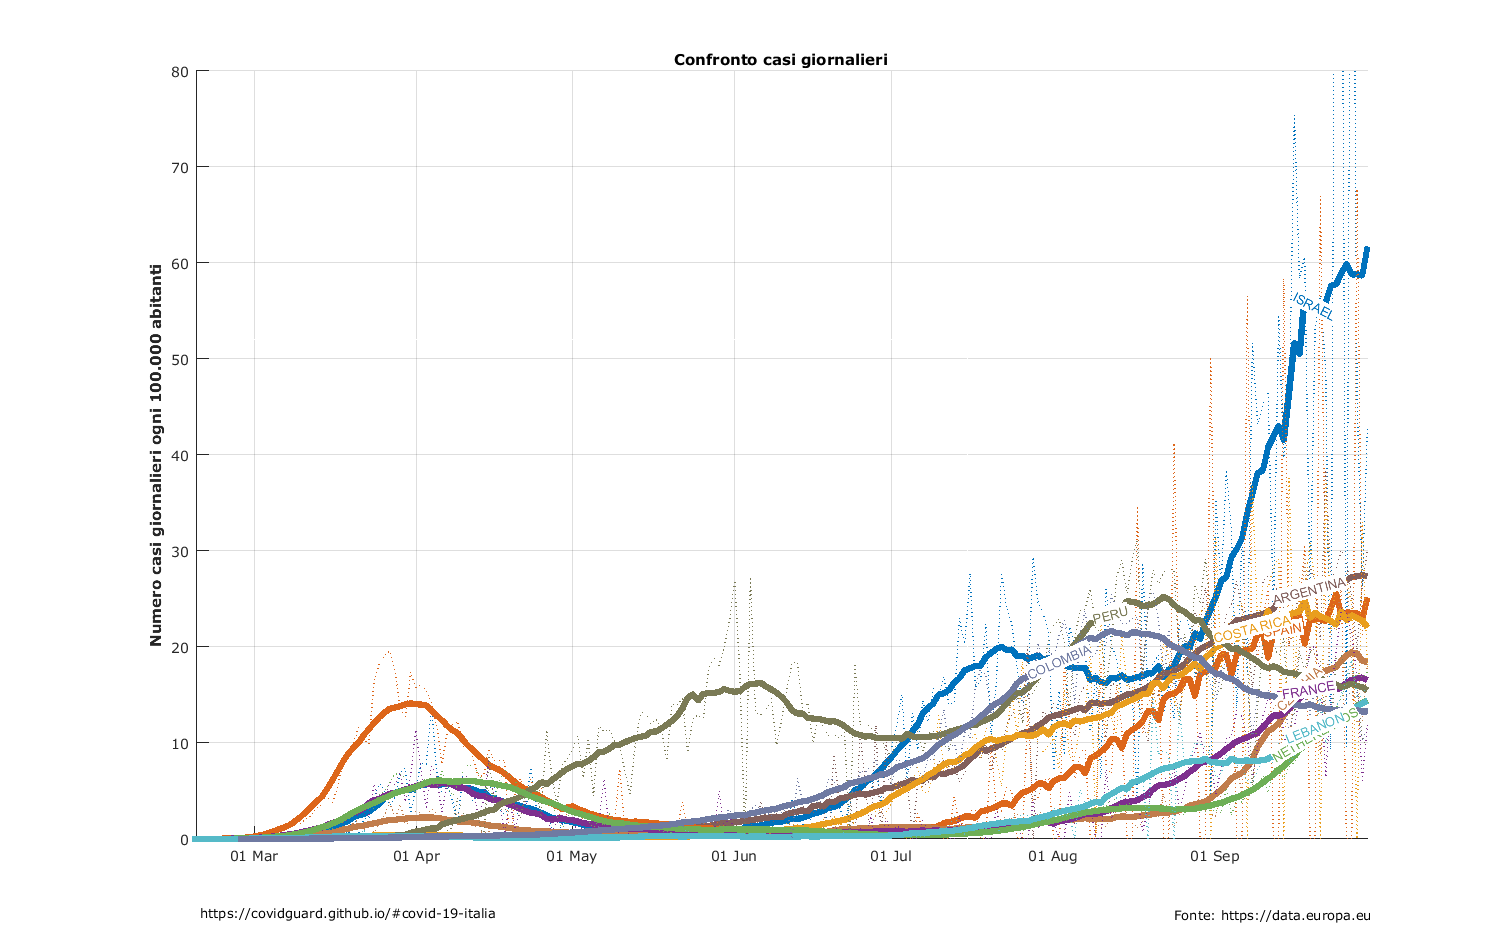 Confronto casi giornalieri
Numero casi giornalieri ogni 100.000 abitanti
80
70
60
50
40
30
20
10
0
01 Mar
01 Apr
01 May
01 Jun
01 Jul
01 Aug
01 Sep
ISRAEL
ARGENTINA
PERU
COSTA RICA
SPAIN
COLOMBIA
FRANCE
LEBANON
https://covidguard.github.io/#covid-19-italia
Fonte: https://data.europa.eu